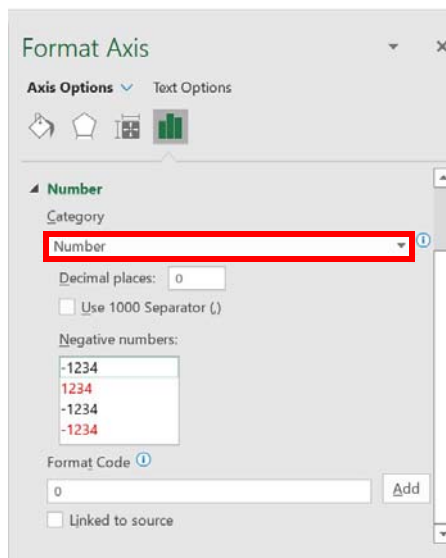 Format Axis
Axis Options Text Options
Number
Category
Number
Decimal places: 0
Use 1000 Separator (,)
Negative numbers:
-1234
1234
-1234
-1234
Format Code
0 Add
Linked to source